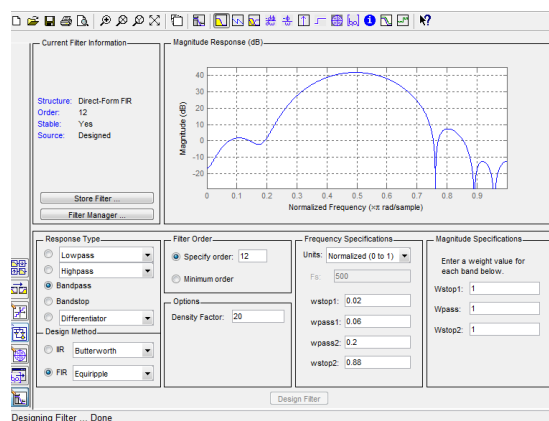 Current Filter Information
Structure: Direct-Form FIR
Order: 12
Stable: Yes
Source: Designed
Store Filter ...
Filter Manager ...
Magnitude Response (dB)
Magnitude (dB)
40
30
20
10
0
-10
-20
0 0.1 0.2 0.3 0.4 0.5 0.6 0.7 0.8 0.9
Normalized Frequency (×π rad/sample)
Response Type
Lowpass
Highpass
Bandpass
Bandstop
Differentiator
Design Method
IIR Butterworth
FIR Equiripple
Filter Order
Specify order: 12
Minimum order
Options
Density Factor: 20
Frequency Specifications
Units: Normalized (0 to 1)
Fs: 500
wstop1: 0.02
wpass1: 0.06
wpass2: 0.2
wstop2: 0.88
Magnitude Specifications
Enter a weight value for
each band below.
Wstop1: 1
Wpass: 1
Wstop2: 1
Design Filter
Designing Filter ... Done